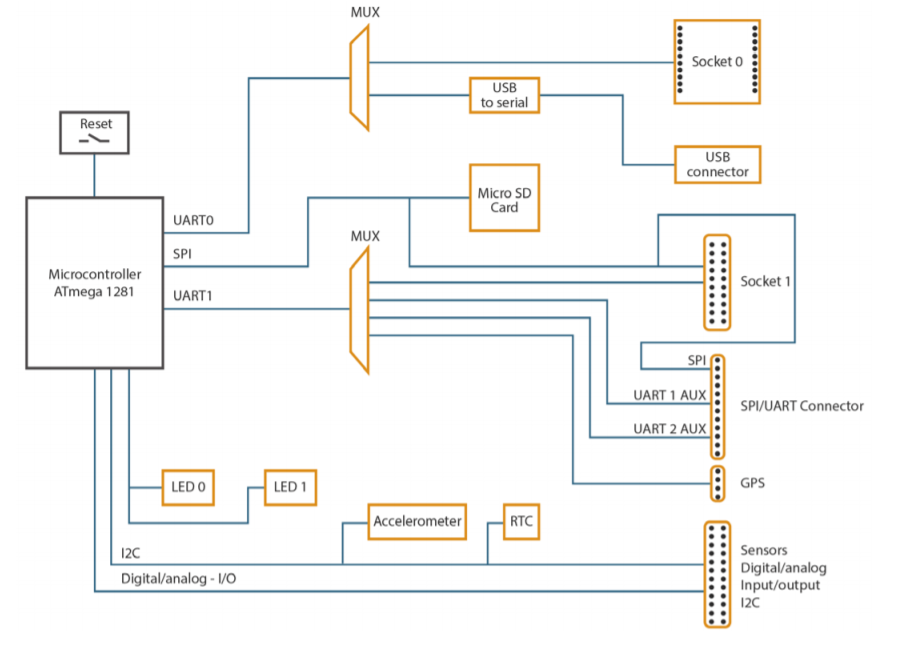 MUX
Socket 0
USB
to serial
Reset
USB
connector
Micro SD
Card
UART0
SPI
MUX
Microcontroller
ATmega 1281
UART1
Socket 1
SPI
UART 1 AUX
SPI/UART Connector
UART 2 AUX
GPS
LED 0
LED 1
Accelerometer
RTC
I2C
Digital/analog - I/O
Sensors
Digital/analog
Input/output
I2C